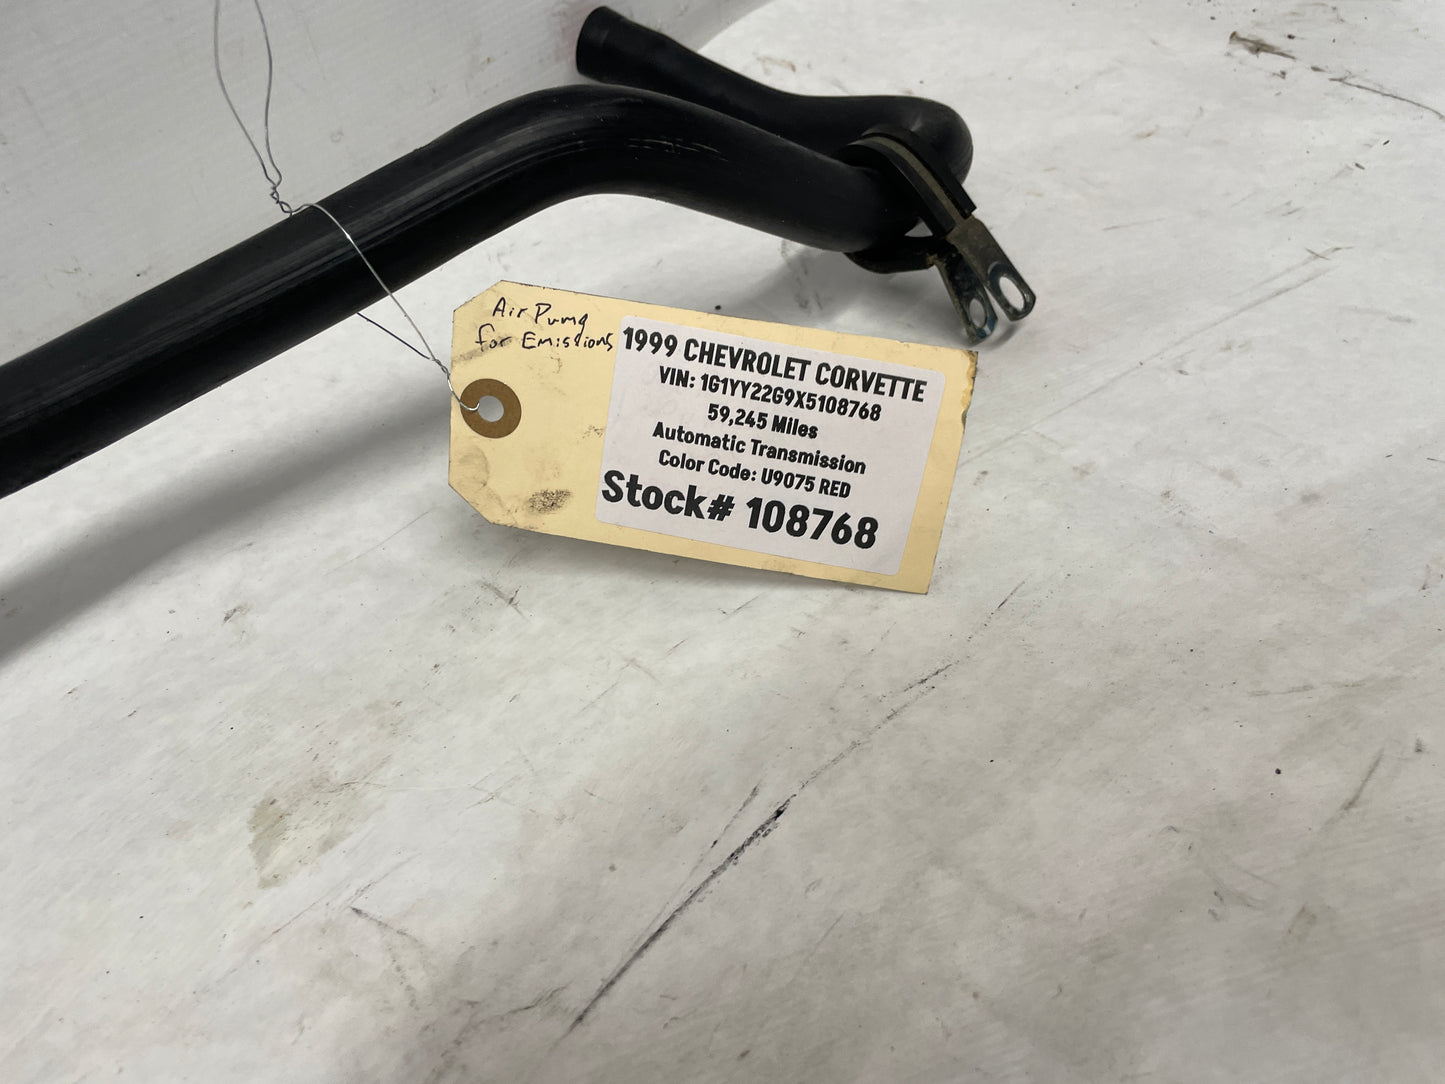 Air Pump
for Emissions
1999 CHEVROLET CORVETTE
VIN: 1G1YY22G9X5108768
59,245 Miles
Automatic Transmission
Color Code: U9075 RED
Stock# 108768